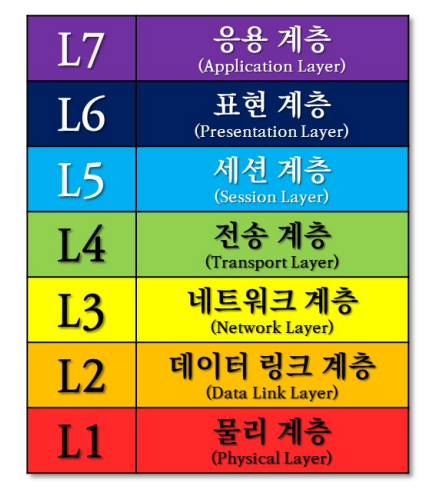 L7
응용 계층
(Application Layer)
L6
표현 계층
(Presentation Layer)
L5
세션 계층
(Session Layer)
L4
전송 계층
(Transport Layer)
L3
네트워크 계층
(Network Layer)
L2
데이터 링크 계층
(Data Link Layer)
L1
물리 계층
(Physical Layer)